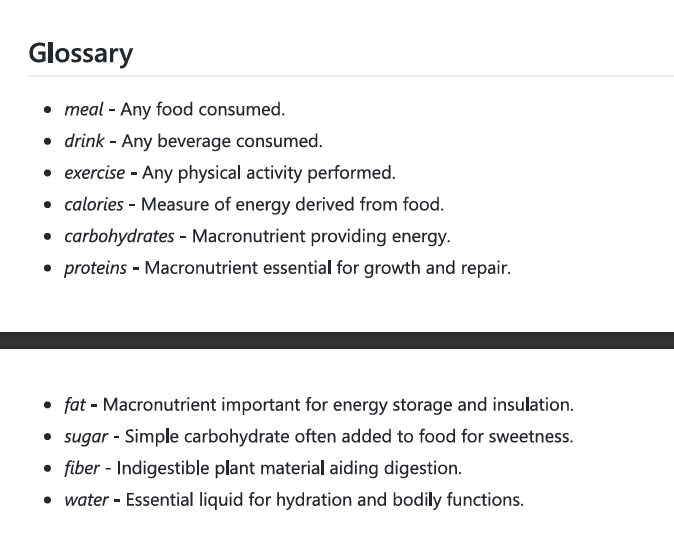 Glossary
• meal - Any food consumed.
• drink - Any beverage consumed.
• exercise - Any physical activity performed.
• calories - Measure of energy derived from food.
• carbohydrates - Macronutrient providing energy.
• proteins - Macronutrient essential for growth and repair.
• fat - Macronutrient important for energy storage and insulation.
• sugar - Simple carbohydrate often added to food for sweetness.
• fiber - Indigestible plant material aiding digestion.
• water - Essential liquid for hydration and bodily functions.